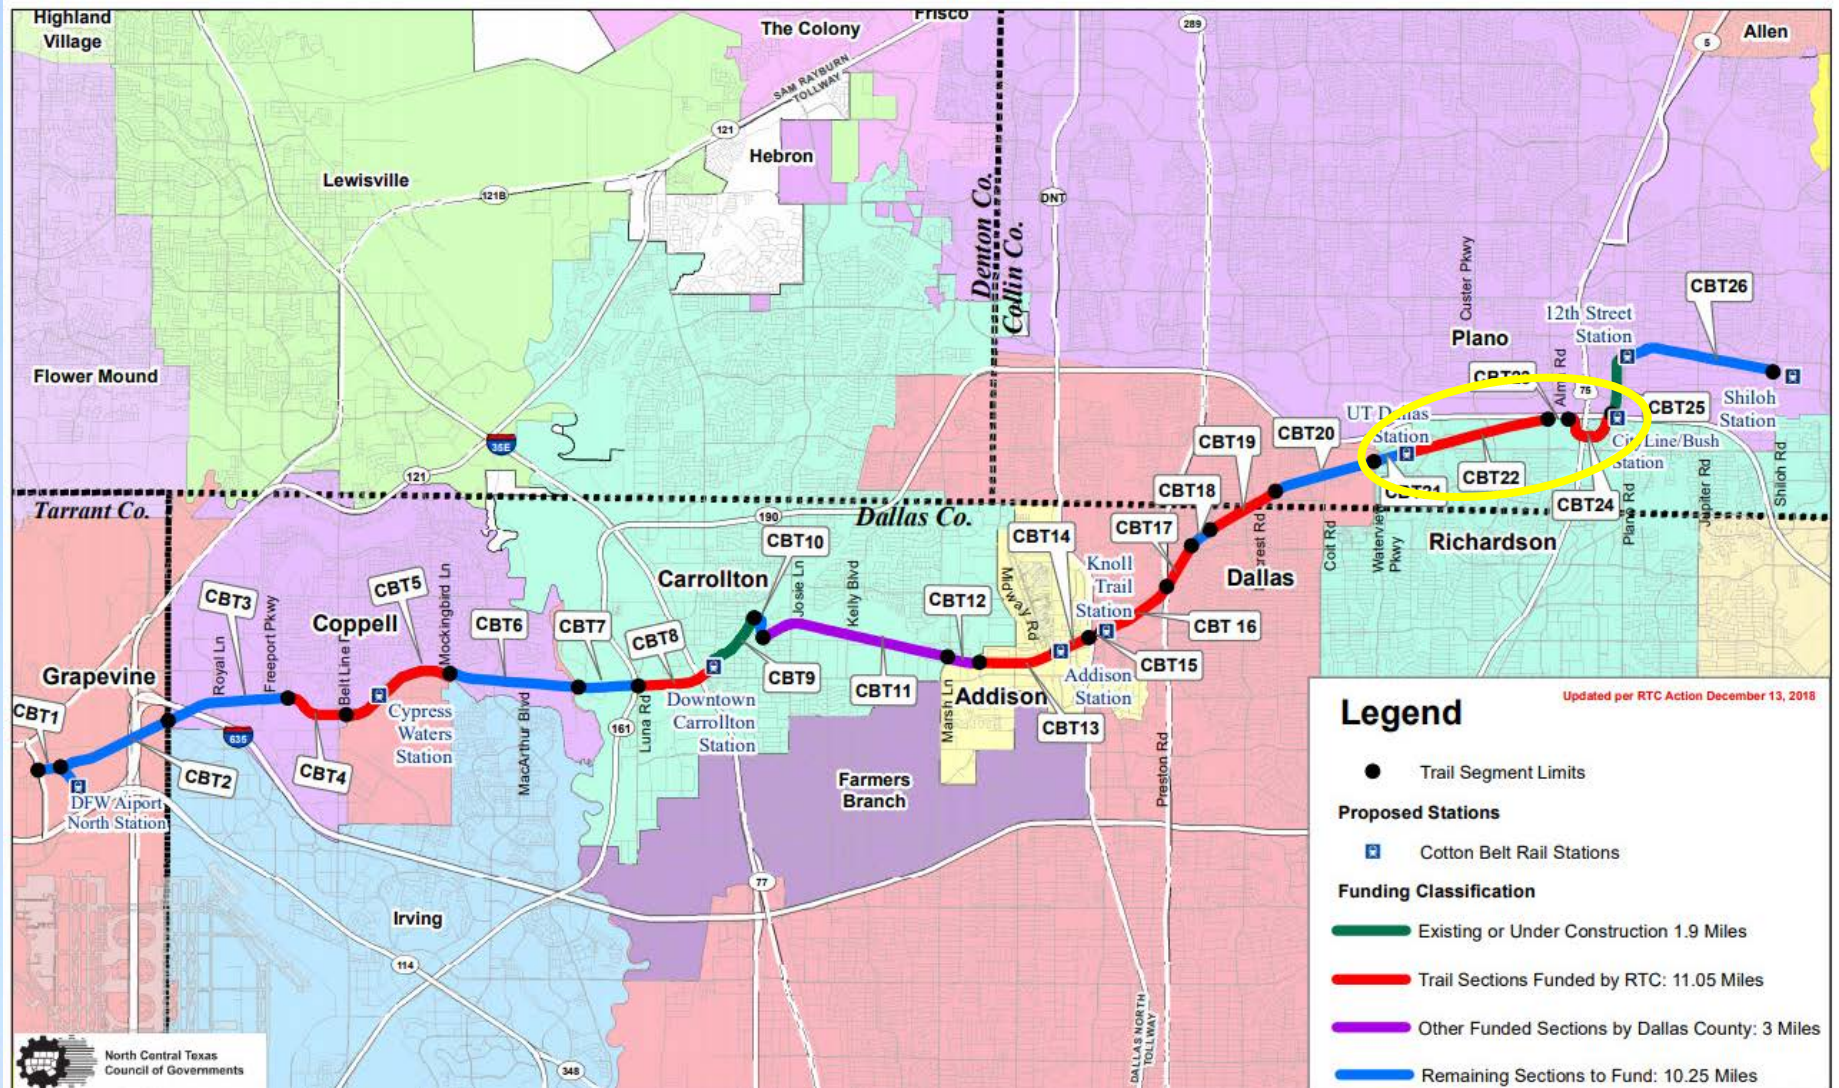 Highland
Village
The Colony
Frisco
289
5
Allen
SAM RAYBURN
TOLLWAY
121
Hebron
Lewisville
121B
DNT
Denton Co.
Collin Co.
Custer Pkwy
CBT26
12th Street
Station
Plano
Flower Mound
CBT23
Alma Rd
75
Shiloh
Station
UT Dallas
Station
CBT25
CityLine/Bush
Station
CBT19
CBT20
35E
121
CBT22
CBT21
CBT24
CBT18
Tarrant Co.
190
Dallas Co.
Plano Rd
Jupiter Rd
Shiloh Rd
CBT10
CBT14
CBT17
Coit Rd
Waterview
Pkwy
Richardson
Knoll
Trail
Station
Dallas
CBT3
CBT5
Mockingbird Ln
Carrollton
Josie Ln
Kelly Blvd
CBT12
Midway Rd
Royal Ln
Freeport Pkwy
Coppell
CBT6
CBT7
CBT8
CBT 16
Grapevine
Belt Line
CBT9
CBT11
CBT15
Addison
Station
CBT1
Cypress
Waters
Station
MacArthur Blvd
Luna Rd
Downtown
Carrollton
Station
Marsh Ln
Addison
CBT13
635
161
CBT2
CBT4
Preston Rd
DFW Aiport
North Station
Farmers
Branch
77
Irving
114
348
DALLAS NORTH
TOLLWAY
North Central Texas
Council of Governments
Updated per RTC Action December 13, 2018
Legend
Trail Segment Limits
Proposed Stations
Cotton Belt Rail Stations
Funding Classification
Existing or Under Construction 1.9 Miles
Trail Sections Funded by RTC: 11.05 Miles
Other Funded Sections by Dallas County: 3 Miles
Remaining Sections to Fund: 10.25 Miles